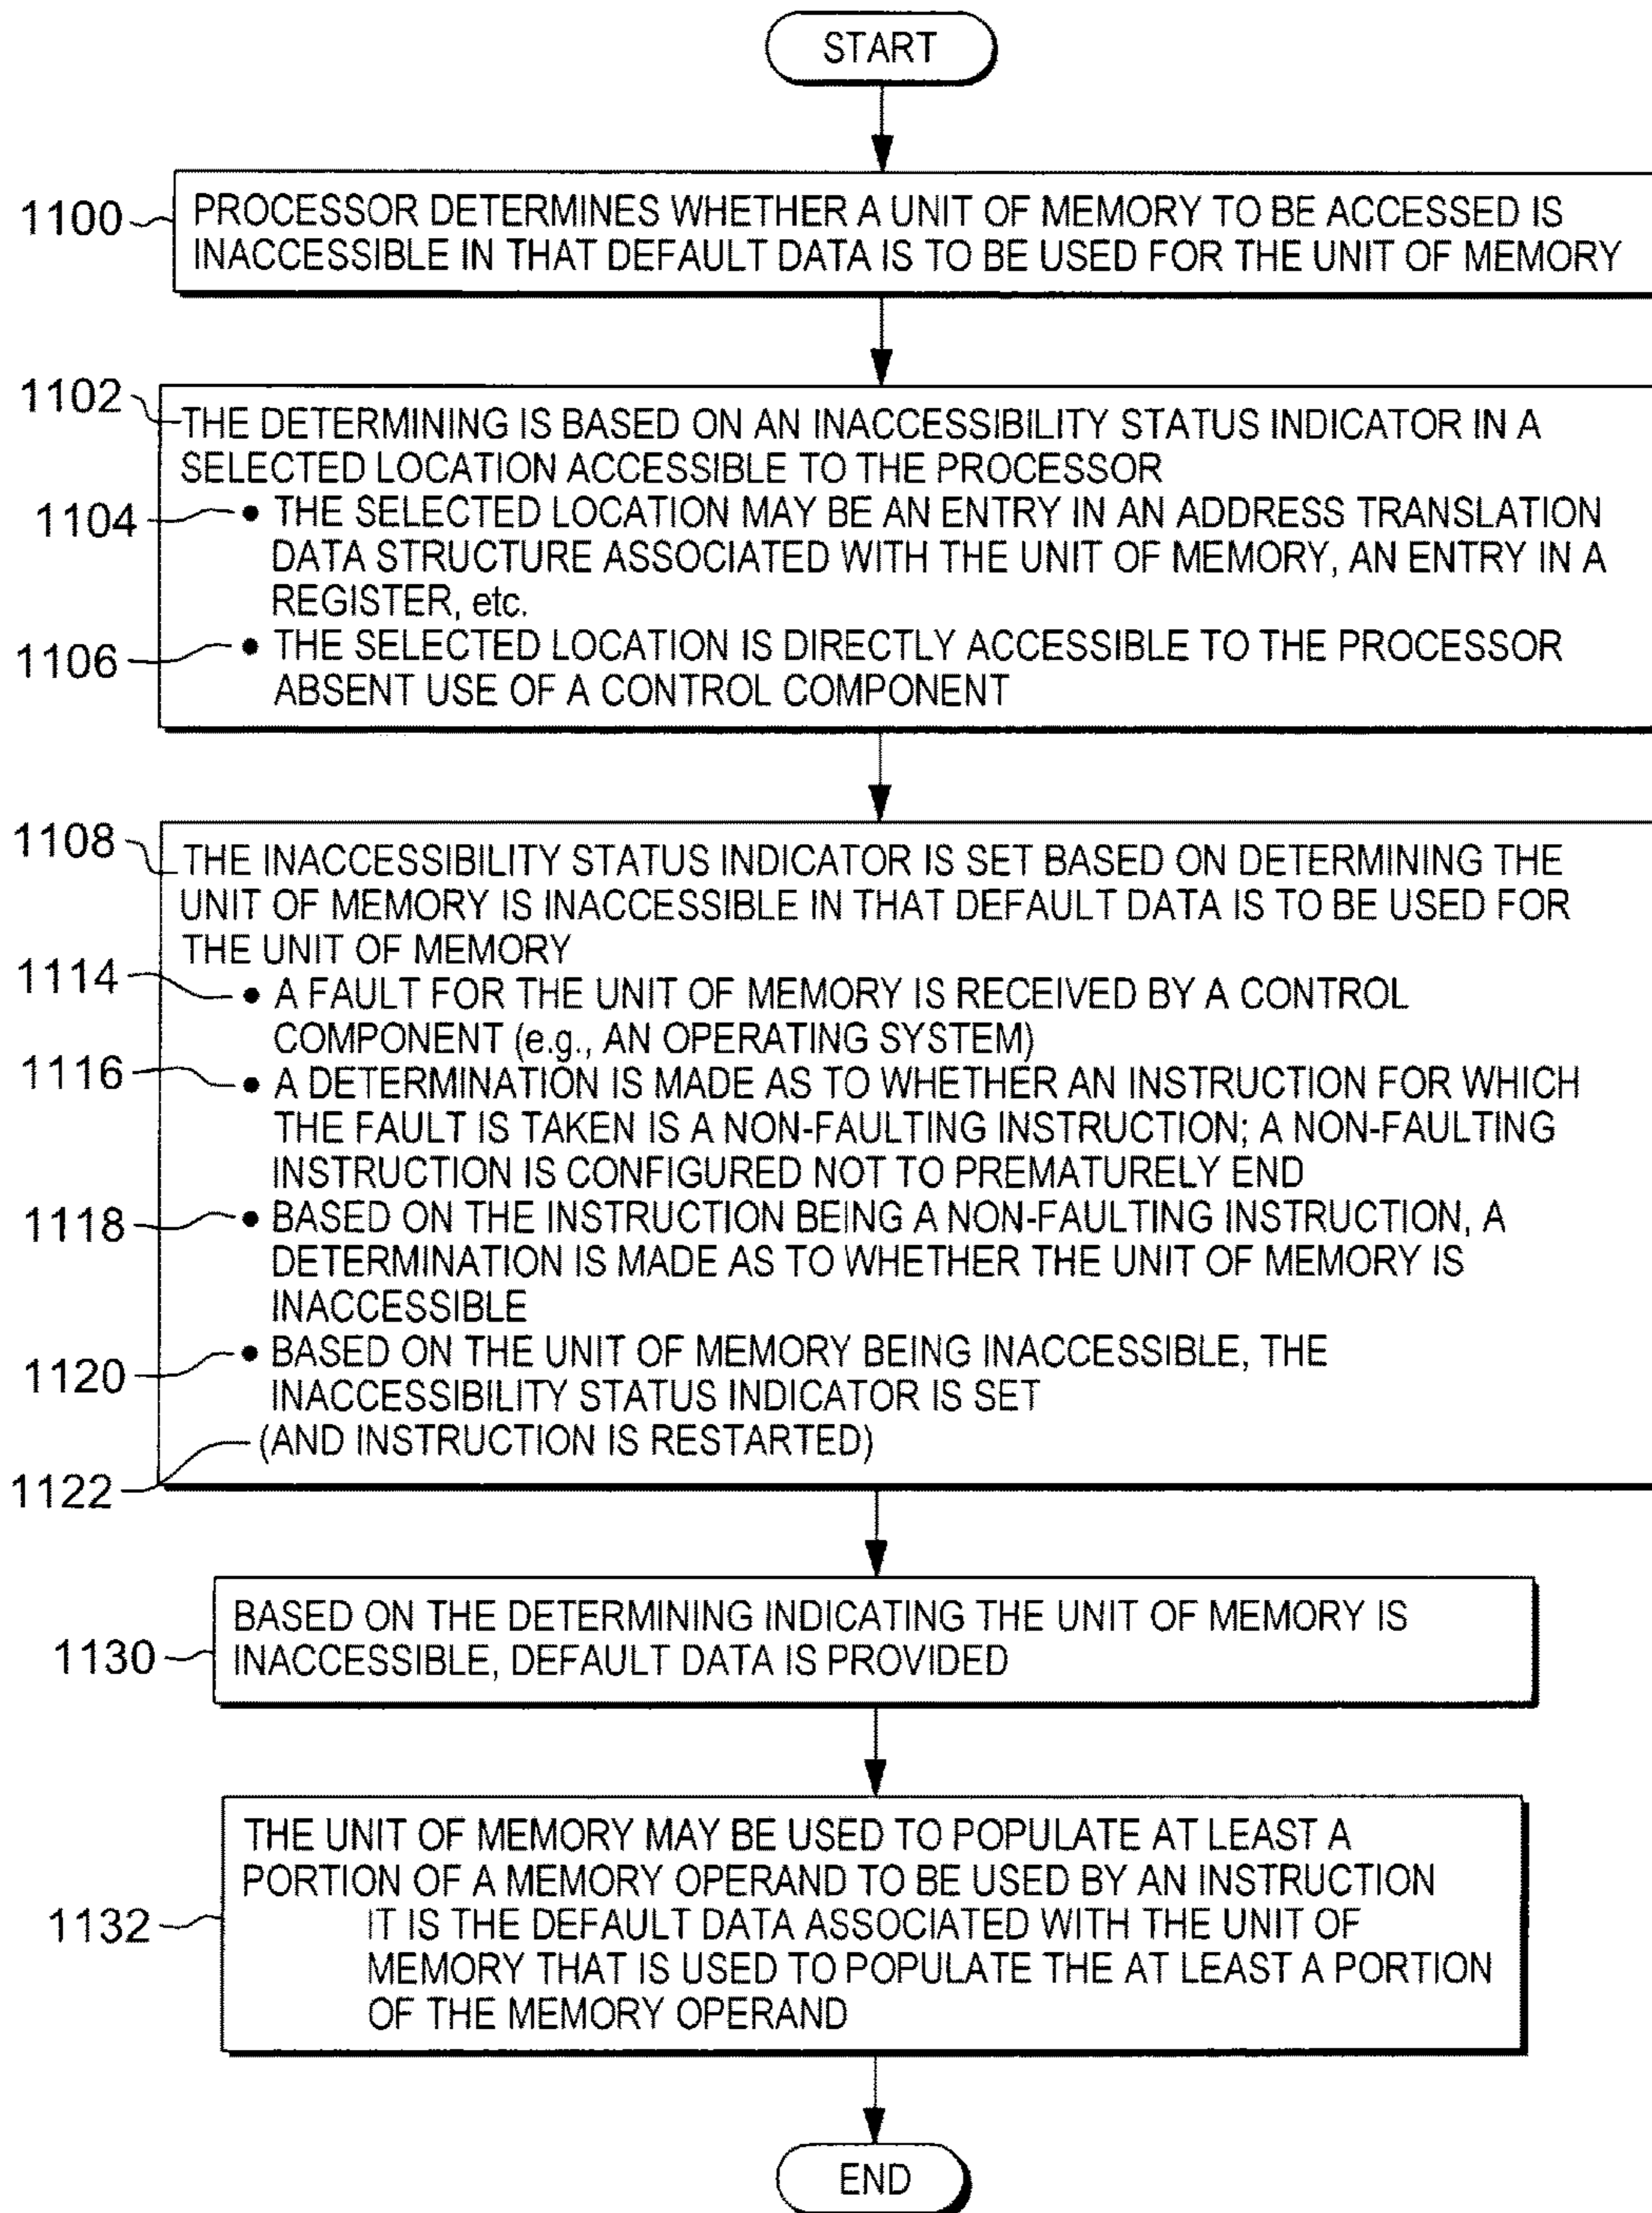 START
1100
PROCESSOR DETERMINES WHETHER A UNIT OF MEMORY TO BE ACCESSED IS
INACCESSIBLE IN THAT DEFAULT DATA IS TO BE USED FOR THE UNIT OF MEMORY
1102
THE DETERMINING IS BASED ON AN INACCESSIBILITY STATUS INDICATOR IN A
SELECTED LOCATION ACCESSIBLE TO THE PROCESSOR
1104
• THE SELECTED LOCATION MAY BE AN ENTRY IN AN ADDRESS TRANSLATION
DATA STRUCTURE ASSOCIATED WITH THE UNIT OF MEMORY, AN ENTRY IN A
REGISTER, etc.
1106
• THE SELECTED LOCATION IS DIRECTLY ACCESSIBLE TO THE PROCESSOR
ABSENT USE OF A CONTROL COMPONENT
1108
THE INACCESSIBILITY STATUS INDICATOR IS SET BASED ON DETERMINING THE
UNIT OF MEMORY IS INACCESSIBLE IN THAT DEFAULT DATA IS TO BE USED FOR
THE UNIT OF MEMORY
1114
• A FAULT FOR THE UNIT OF MEMORY IS RECEIVED BY A CONTROL
COMPONENT (e.g., AN OPERATING SYSTEM)
1116
• A DETERMINATION IS MADE AS TO WHETHER AN INSTRUCTION FOR WHICH
THE FAULT IS TAKEN IS A NON-FAULTING INSTRUCTION; A NON-FAULTING
INSTRUCTION IS CONFIGURED NOT TO PREMATURELY END
1118
• BASED ON THE INSTRUCTION BEING A NON-FAULTING INSTRUCTION, A
DETERMINATION IS MADE AS TO WHETHER THE UNIT OF MEMORY IS
INACCESSIBLE
1120
• BASED ON THE UNIT OF MEMORY BEING INACCESSIBLE, THE
INACCESSIBILITY STATUS INDICATOR IS SET
(AND INSTRUCTION IS RESTARTED)
1122
1130
BASED ON THE DETERMINING INDICATING THE UNIT OF MEMORY IS
INACCESSIBLE, DEFAULT DATA IS PROVIDED
1132
THE UNIT OF MEMORY MAY BE USED TO POPULATE AT LEAST A
PORTION OF A MEMORY OPERAND TO BE USED BY AN INSTRUCTION
IT IS THE DEFAULT DATA ASSOCIATED WITH THE UNIT OF
MEMORY THAT IS USED TO POPULATE THE AT LEAST A PORTION
OF THE MEMORY OPERAND
END